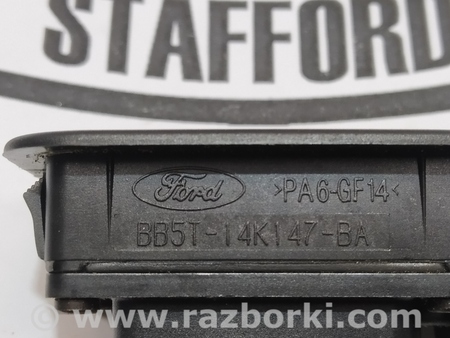 STAFFORD
Ford
>PA6-GF14<
BB5T-14K147-BA
www.razborki.com